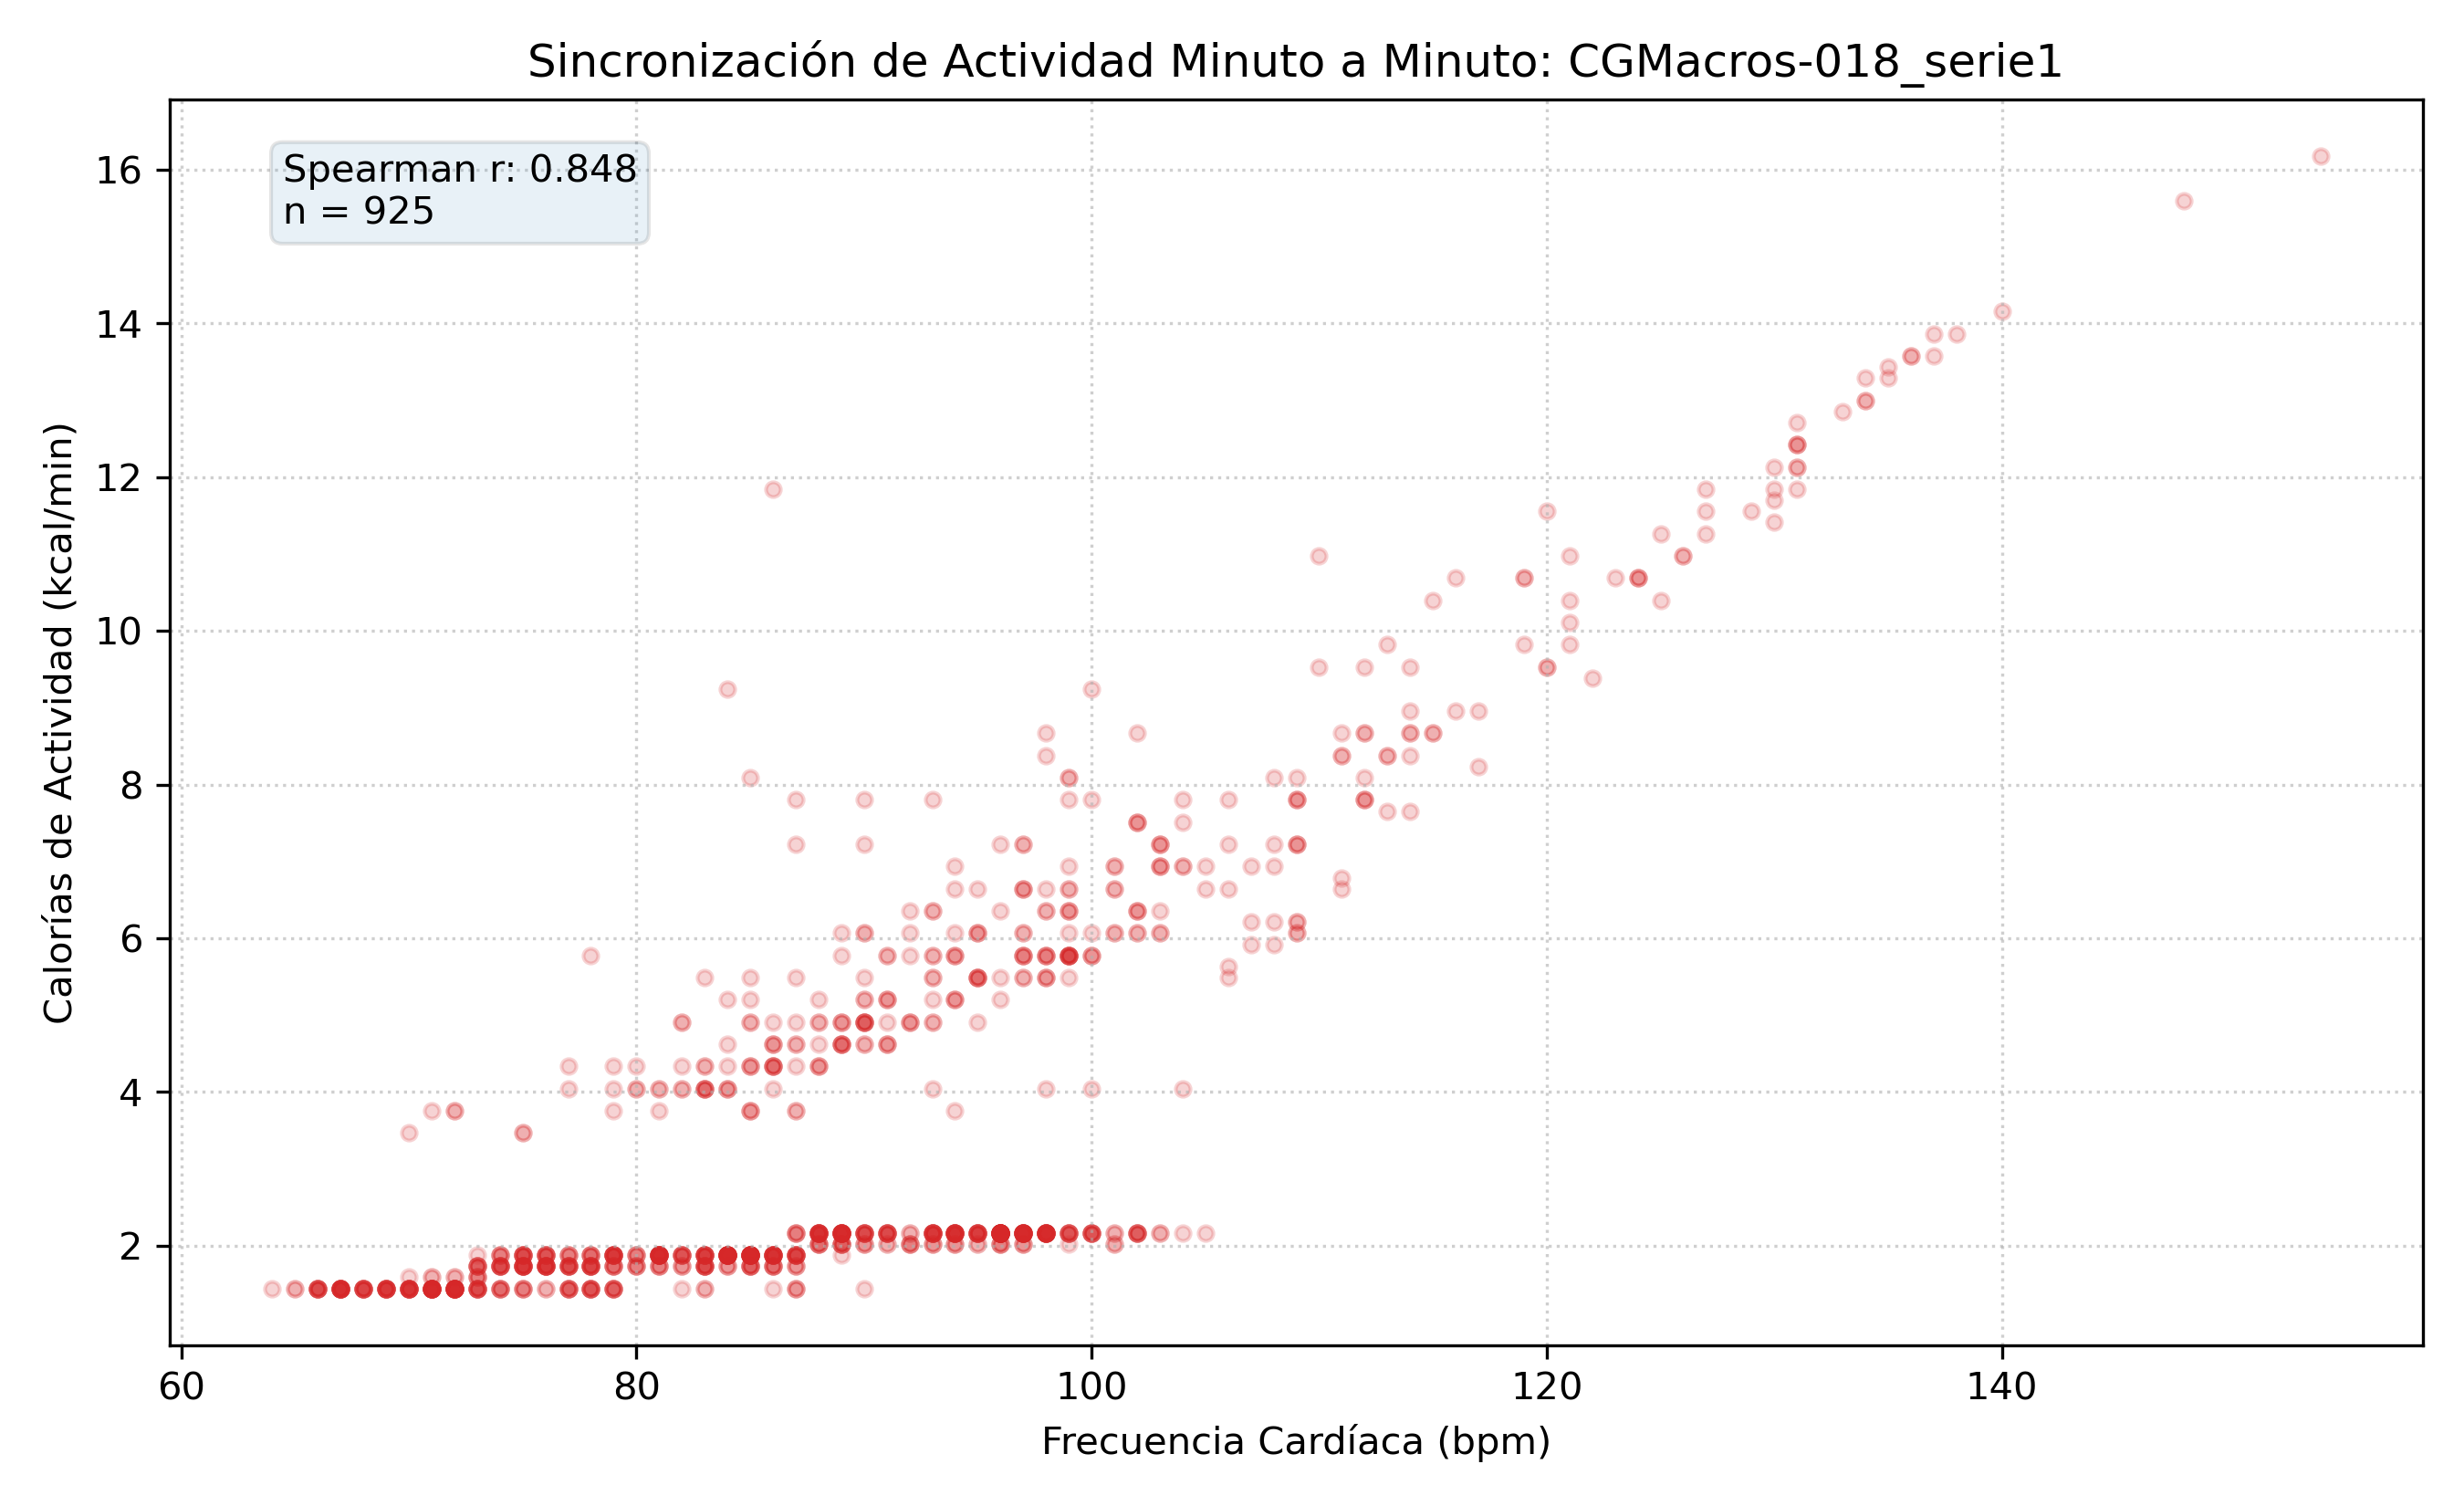 Sincronización de Actividad Minuto a Minuto: CGMacros-018_serie1
Spearman r: 0.848
n = 925
Calorías de Actividad (kcal/min)
16
14
12
10
8
6
4
2
60 80 100 120 140
Frecuencia Cardíaca (bpm)